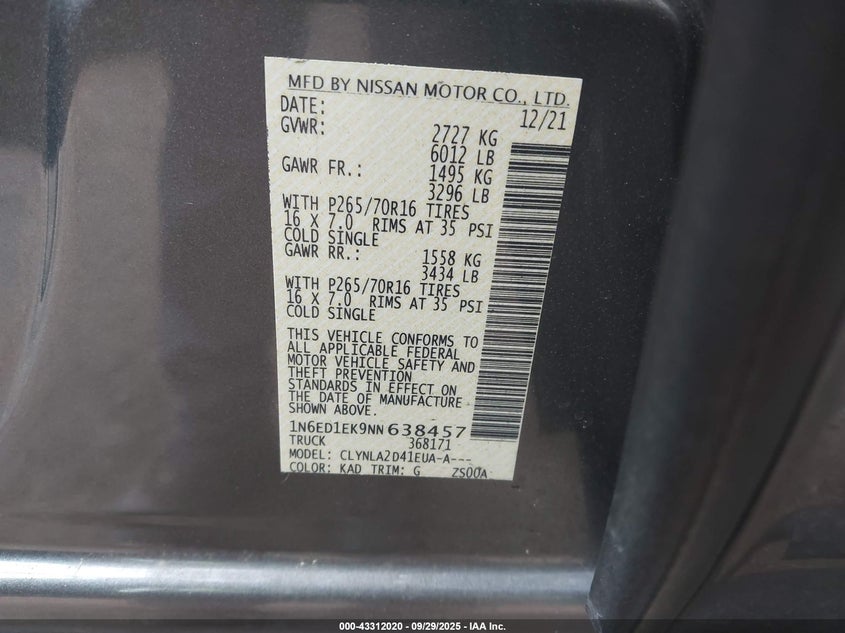 MFD BY NISSAN MOTOR CO., LTD.
DATE: 12/21
GVWR: 2727 KG
6012 LB
GAWR FR.: 1495 KG
3296 LB
WITH P265/70R16 TIRES
16 X 7.0 RIMS AT 35 PSI
COLD SINGLE
GAWR RR.: 1558 KG
3434 LB
WITH P265/70R16 TIRES
16 X 7.0 RIMS AT 35 PSI
COLD SINGLE
THIS VEHICLE CONFORMS TO
ALL APPLICABLE FEDERAL
MOTOR VEHICLE SAFETY AND
THEFT PREVENTION
STANDARDS IN EFFECT ON
THE DATE OF MANUFACTURE
SHOWN ABOVE.
1N6ED1EK9NN638457
TRUCK 368171
MODEL: CLYNLA2D41EUA-A---
COLOR: KAD TRIM: G ZS00A
000-43312020 - 09/29/2025 - IAA Inc.